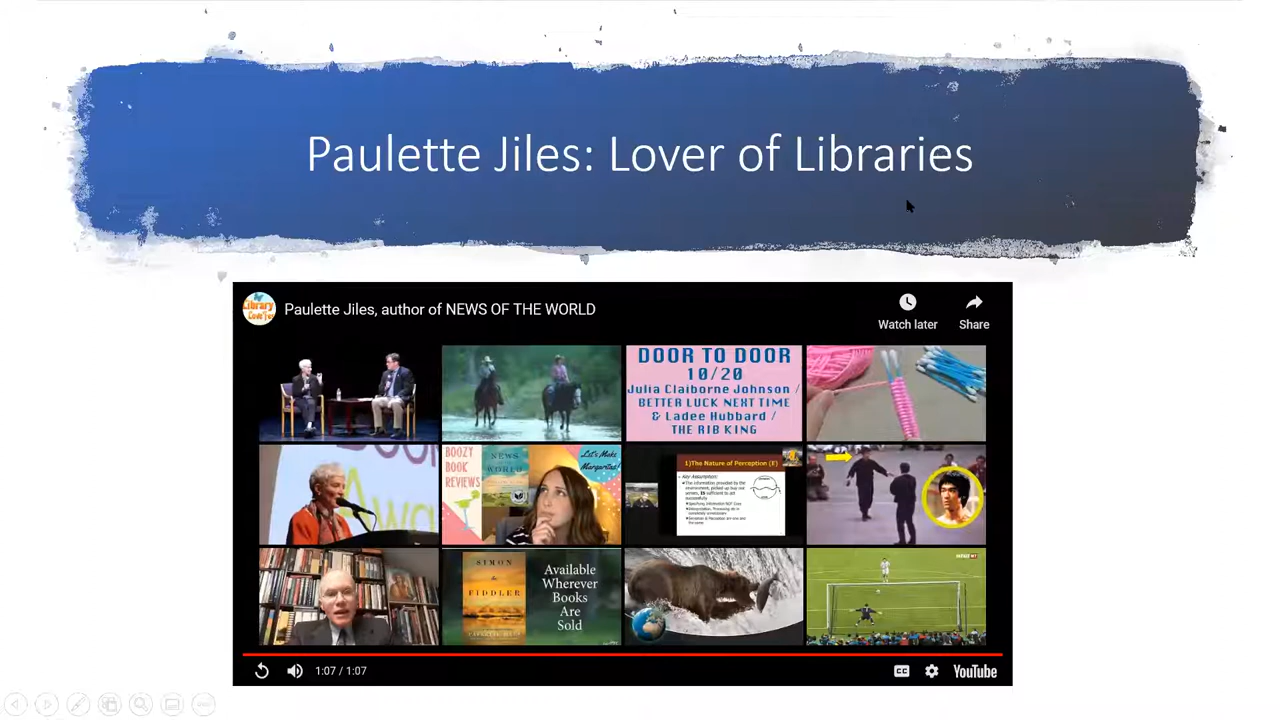 Paulette Jiles: Lover of Libraries
Library
Paulette Jiles, author of NEWS OF THE WORLD
Watch later
Share
DOOR TO DOOR
10/20
Julia Claiborne Johnson /
BETTER LUCK NEXT TIME
& Ladee Hubbard /
THE RIB KING
BOOZY
BOOK
REVIEWS
NEWS
WORLD
Let's Make
Margaritas!
1)The Nature of Perception (E)
SIMON
FIDDLER
Available
Wherever
Books
Are
Sold
1:07 / 1:07
CC
YouTube